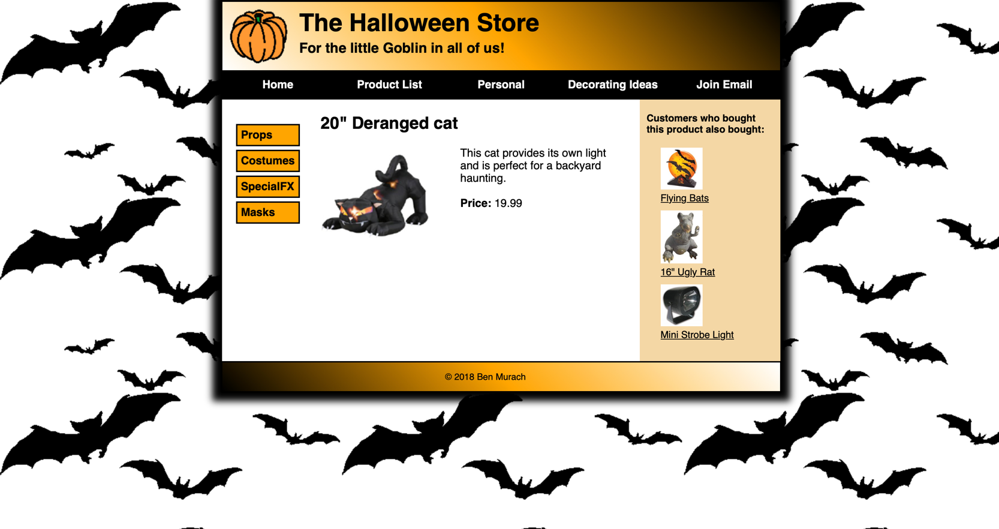 The Halloween Store
For the little Goblin in all of us!
Home
Product List
Personal
Decorating Ideas
Join Email
Props
Costumes
SpecialFX
Masks
20" Deranged cat
This cat provides its own light
and is perfect for a backyard
haunting.
Price: 19.99
Customers who bought
this product also bought:
Flying Bats
16" Ugly Rat
Mini Strobe Light
© 2018 Ben Murach